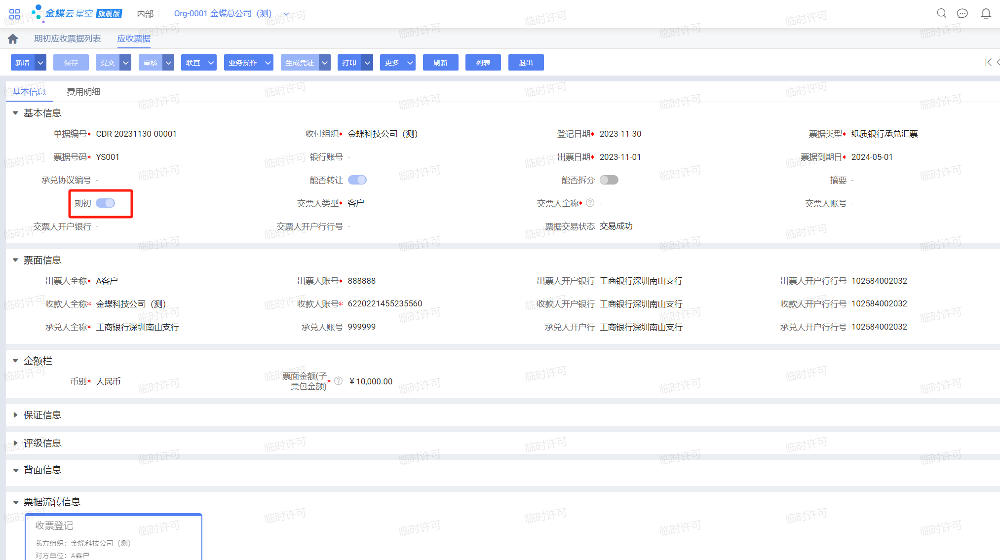 金蝶云星空 旗舰版 内部 Org-0001 金蝶总公司（测）
期初应收票据列表 应收票据
新增 保存 提交 审核 联查 业务操作 生成凭证 打印 更多 刷新 列表 退出
基本信息 费用明细
基本信息
单据编号* CDR-20231130-00001 收付组织* 金蝶科技公司（测） 登记日期* 2023-11-30 票据类型* 纸质银行承兑汇票
票据号码* YS001 银行账号 - 出票日期* 2023-11-01 票据到期日* 2024-05-01
承兑协议编号 - 能否转让 能否拆分 摘要 -
期初 交票人类型* 客户 交票人全称* - 交票人账号 -
交票人开户银行 - 交票人开户行行号 - 票据交易状态 交易成功
票面信息
出票人全称* A客户 出票人账号* 888888 出票人开户银行 工商银行深圳南山支行 出票人开户行行号 102584002032
收款人全称* 金蝶科技公司（测） 收款人账号* 6220221455235560 收款人开户银行 工商银行深圳南山支行 收款人开户行行号 102584002032
承兑人全称* 工商银行深圳南山支行 承兑人账号 999999 承兑人开户行 工商银行深圳南山支行 承兑人开户行行号 102584002032
金额栏
币别* 人民币 票面金额(子票包金额)* ￥10,000.00
保证信息
评级信息
背面信息
票据流转信息
收票登记
我方组织：金蝶科技公司（测）
对方单位：A客户
临时许可